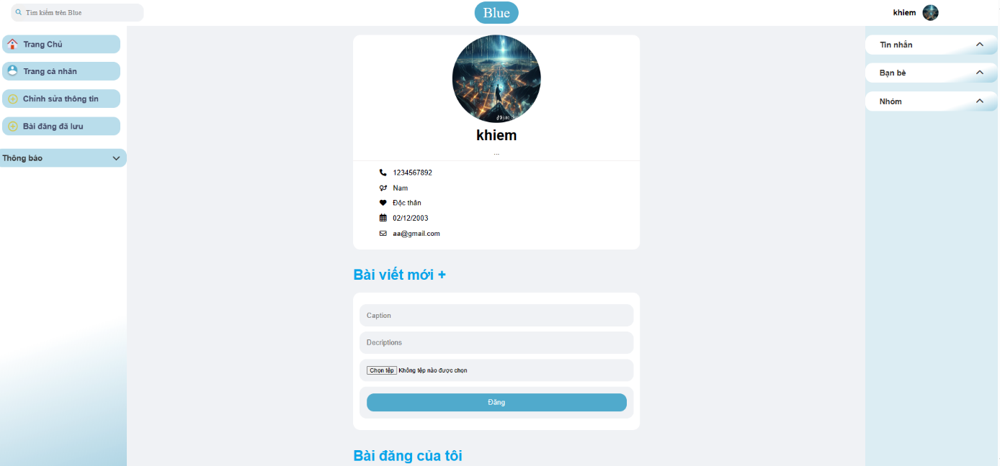 Tìm kiếm trên Blue
Blue
khiem
Trang Chủ
Trang cá nhân
Chỉnh sửa thông tin
Bài đăng đã lưu
Thông báo
khiem
...
1234567892
Nam
Độc thân
02/12/2003
aa@gmail.com
Bài viết mới +
Caption
Decriptions
Chọn tệp Không tệp nào được chọn
Đăng
Bài đăng của tôi
Tin nhắn
Bạn bè
Nhóm